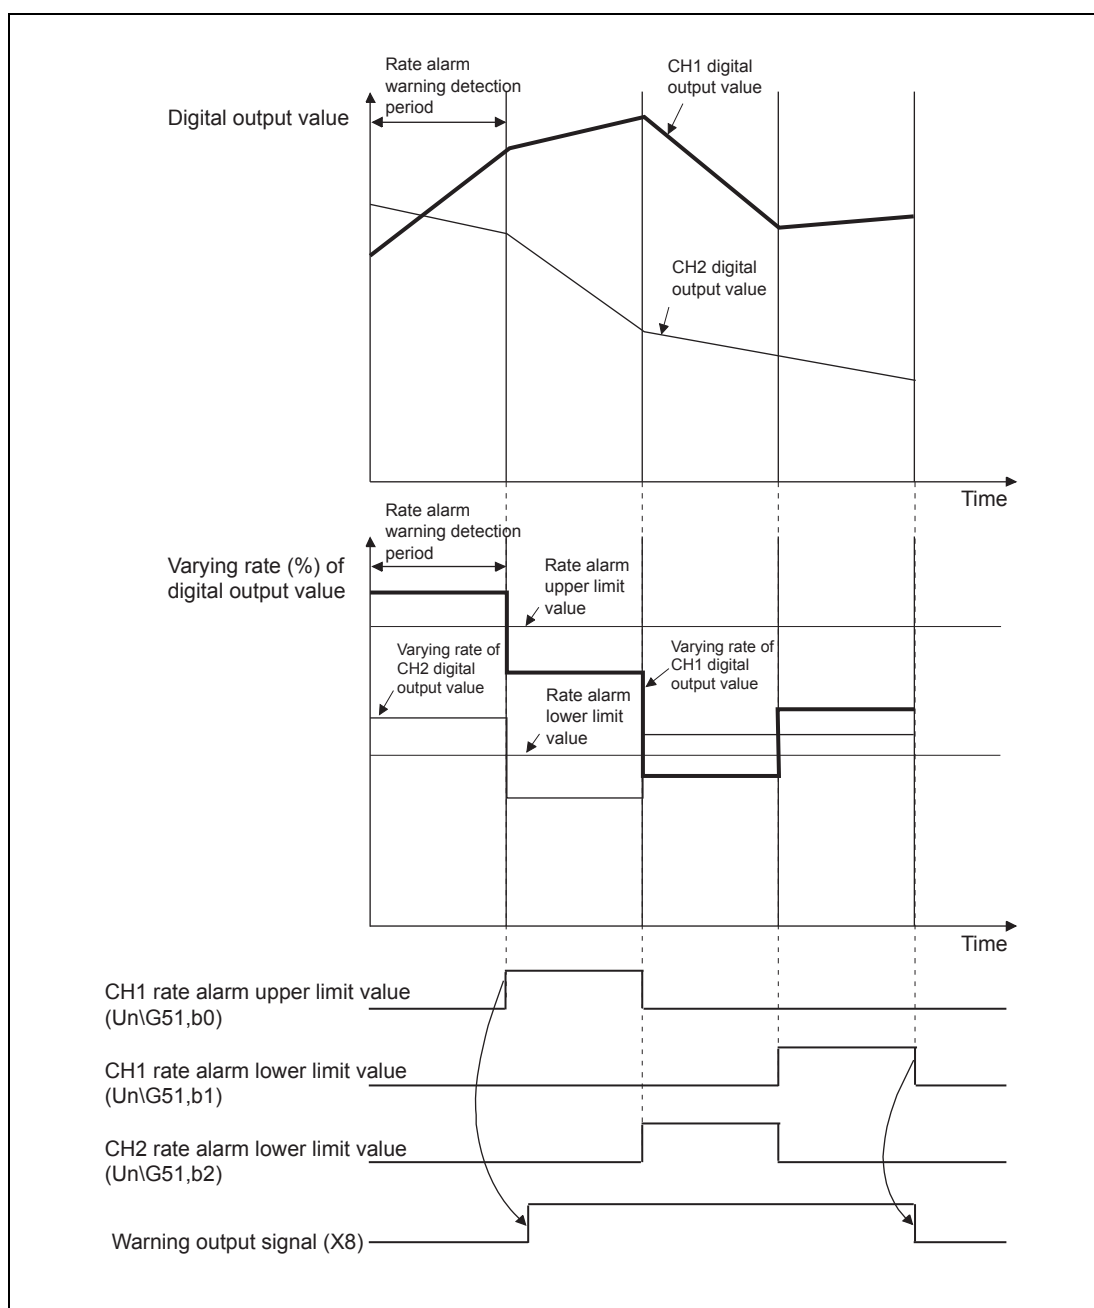 Rate alarm
warning detection
period
CH1 digital
output value
Digital output value
CH2 digital
output value
Time
Rate alarm
warning detection
period
Varying rate (%) of
digital output value
Rate alarm
upper limit
value
Varying rate of
CH2 digital
output value
Varying rate of
CH1 digital
output value
Rate alarm
lower limit
value
Time
CH1 rate alarm upper limit value
(Un\G51,b0)
CH1 rate alarm lower limit value
(Un\G51,b1)
CH2 rate alarm lower limit value
(Un\G51,b2)
Warning output signal (X8)